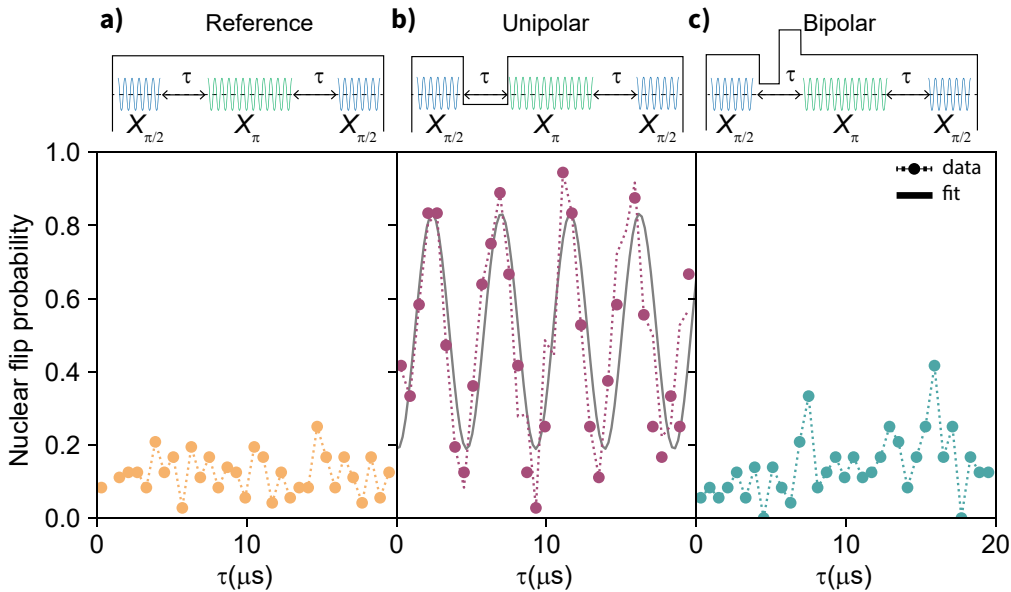 a) Reference b) Unipolar c) Bipolar
τ τ τ τ τ τ
Xπ/2 Xπ Xπ/2 Xπ/2 Xπ Xπ/2 Xπ/2 Xπ Xπ/2
1.0
data
fit
0.8
0.6
0.4
0.2
0.0
Nuclear flip probability
0 10 0 10 0 10 20
τ(μs) τ(μs) τ(μs)